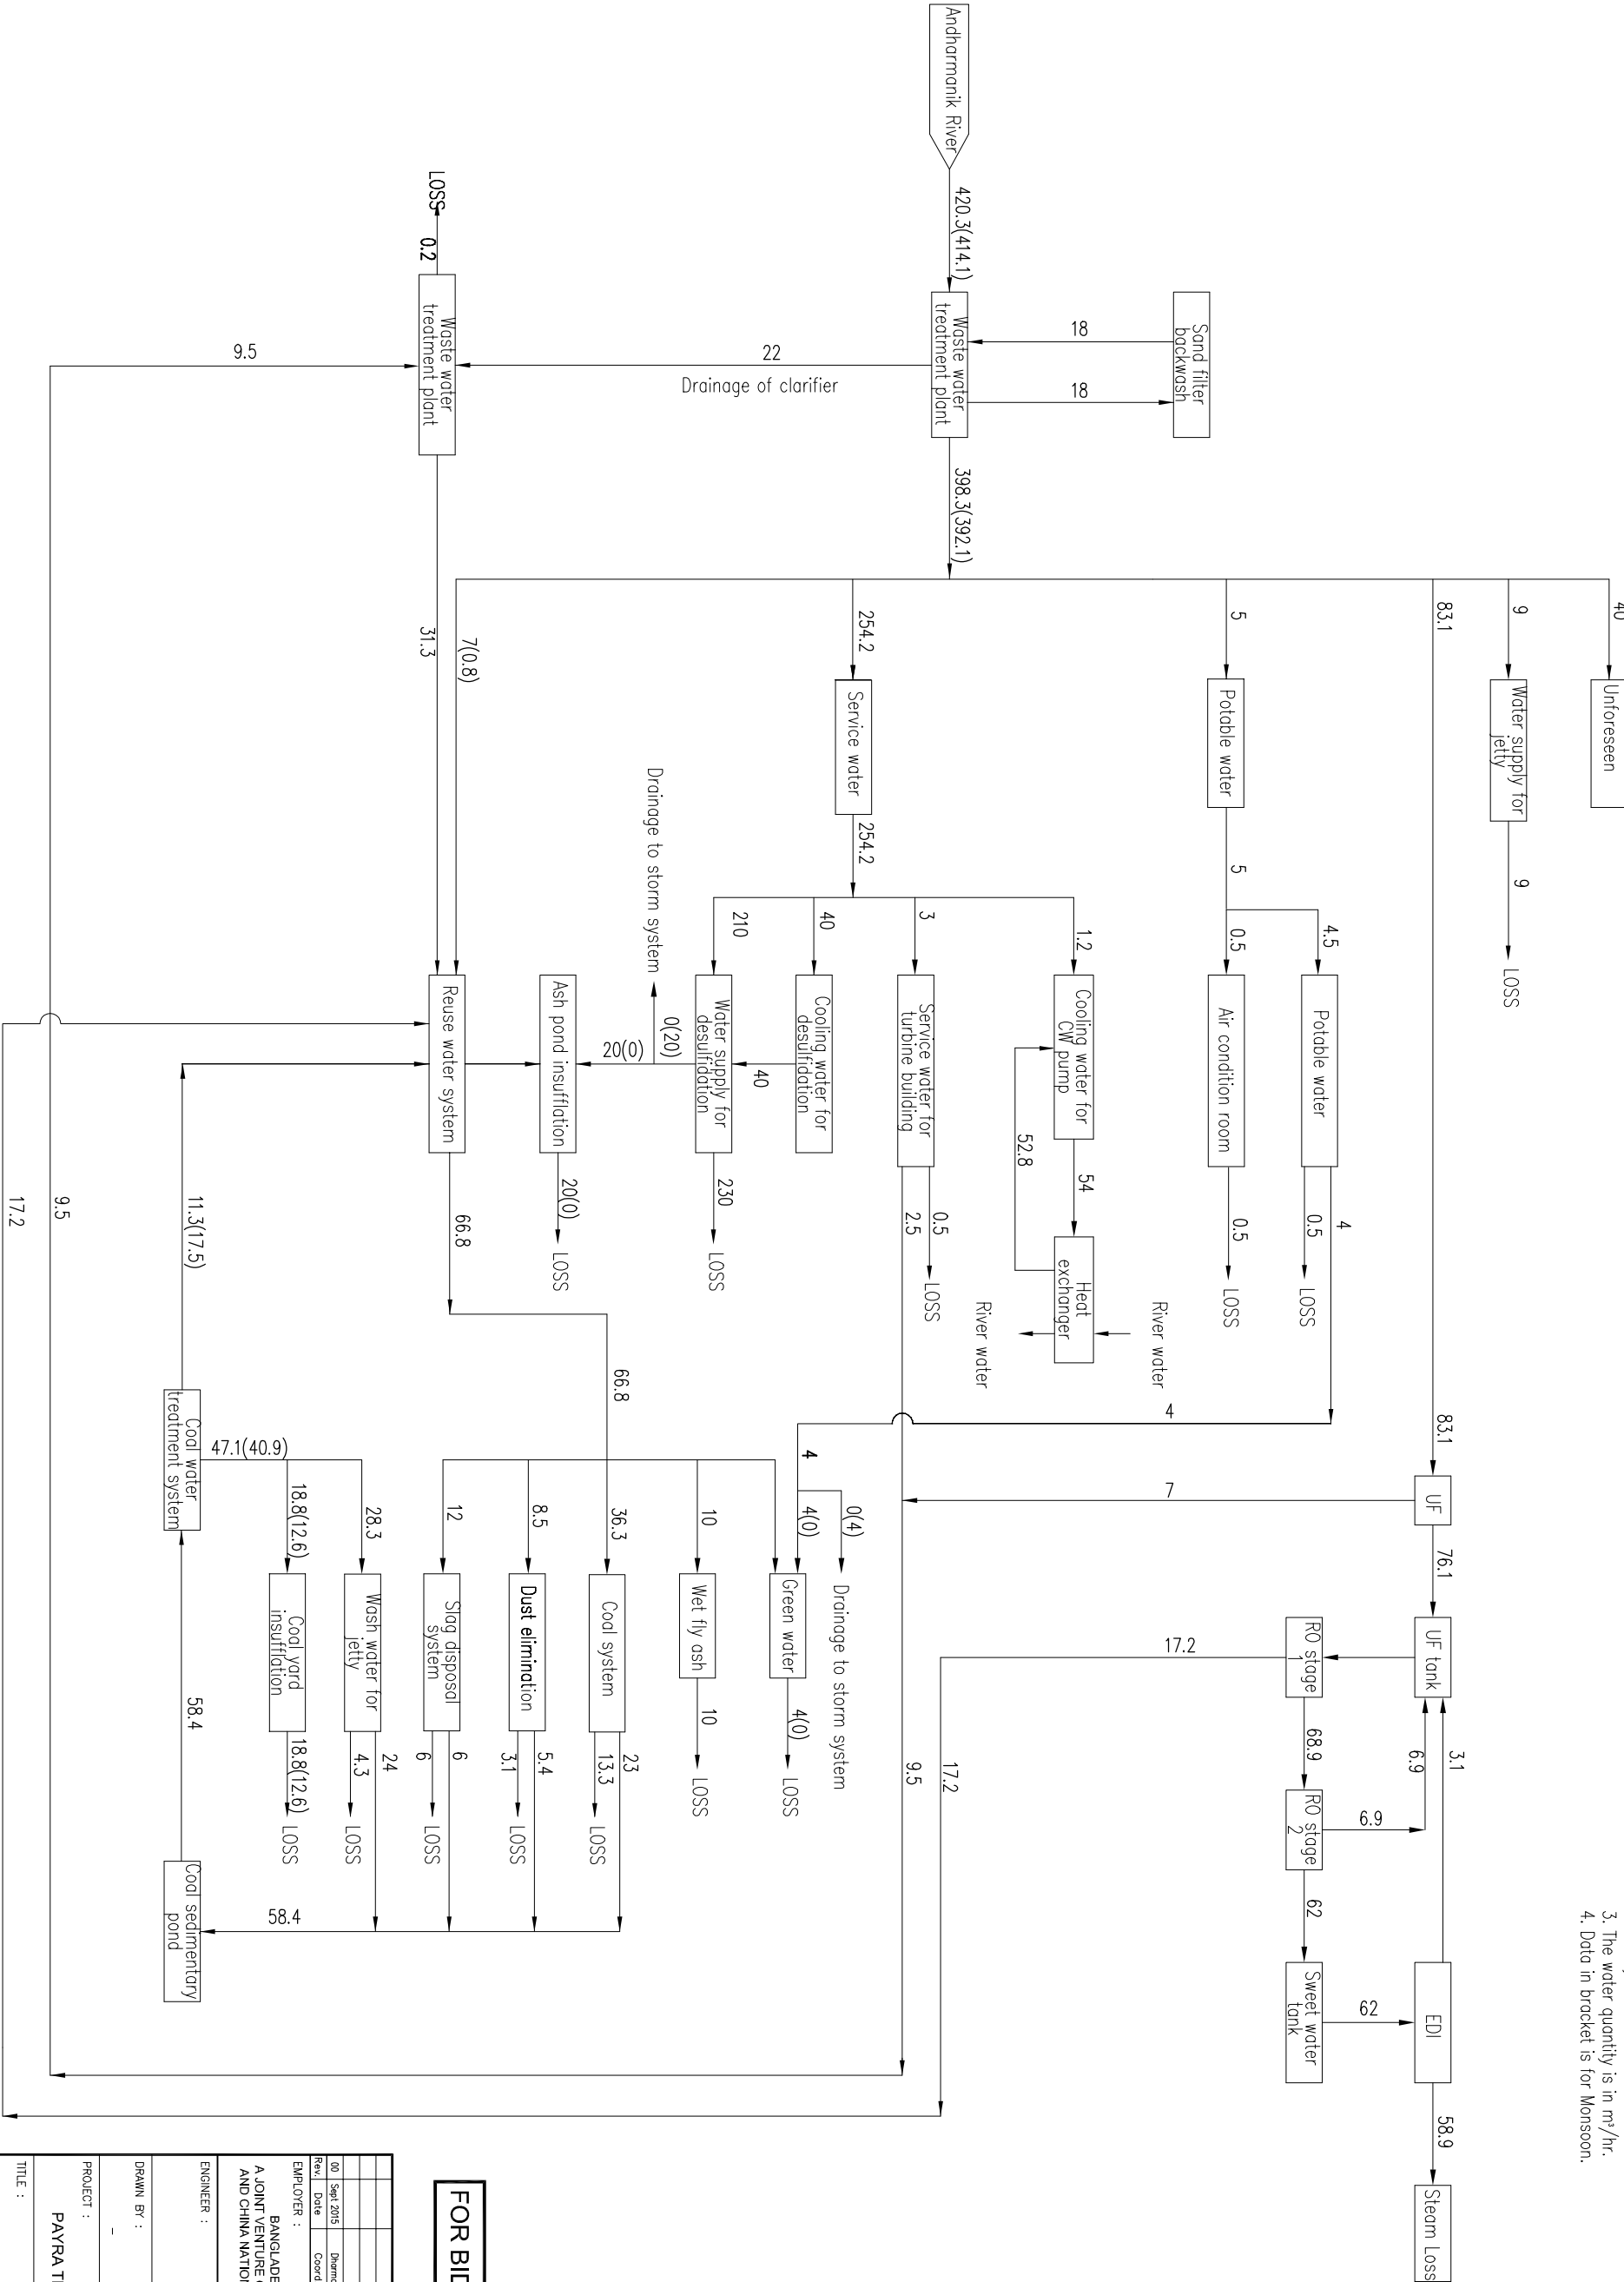 3. The water quantity is in m³/hr.
4. Data in bracket is for Monsoon.
40
Unforeseen
9
Water supply for
jetty
9
LOSS
83.1
83.1
UF
76.1
UF tank
3.1
6.9
EDI
58.9
Steam Loss
7
17.2
RO stage
1
68.9
RO stage
2
6.9
62
Sweet water
tank
62
Sand filter
backwash
18
18
5
Potable water
5
4.5
Potable water
4
0.5
LOSS
0.5
Air condition room
0.5
LOSS
Andharmanik River
420.3(414.1)
Waste water
treatment plant
398.3(392.1)
22
Drainage of clarifier
254.2
Service water
254.2
1.2
Cooling water for
CW pump
54
52.8
Heat
exchanger
River water
River water
3
Service water for
turbine building
0.5
LOSS
2.5
9.5
17.2
40
Cooling water for
desulfidation
40
210
Water supply for
desulfidation
230
LOSS
0(20)
Drainage to storm system
20(0)
Ash pond insufflation
20(0)
LOSS
4
4
0(4)
Drainage to storm system
4(0)
Green water
4(0)
LOSS
10
Wet fly ash
10
LOSS
66.8
36.3
Coal system
23
13.3
LOSS
8.5
Dust elimination
5.4
3.1
LOSS
12
Slag disposal
system
6
6
LOSS
LOSS
0.2
Waste water
treatment plant
31.3
7(0.8)
Reuse water system
66.8
28.3
Wash water for
jetty
24
4.3
LOSS
18.8(12.6)
Coal yard
insufflation
18.8(12.6)
LOSS
47.1(40.9)
58.4
11.3(17.5)
Coal water
treatment system
58.4
Coal sedimentary
pond
9.5
9.5
17.2
FOR BID
00
Sept 2015
Rev.
Date
Coord
EMPLOYER :
BANGLADE
A JOINT VENTURE
AND CHINA NATION
ENGINEER :
DRAWN BY :
–
PROJECT :
PAYRA T
TITLE :